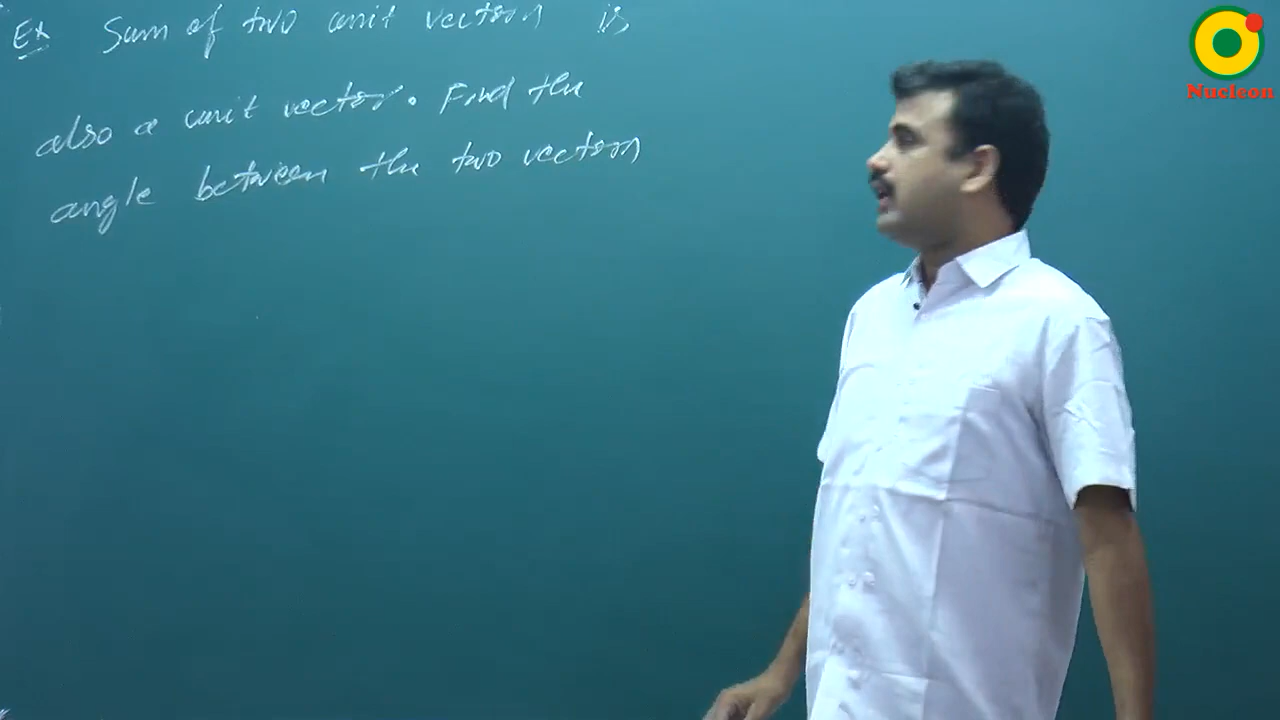 Ex Sum of two unit vectors is
also a unit vector. Find the
angle between the two vectors
Nucleon